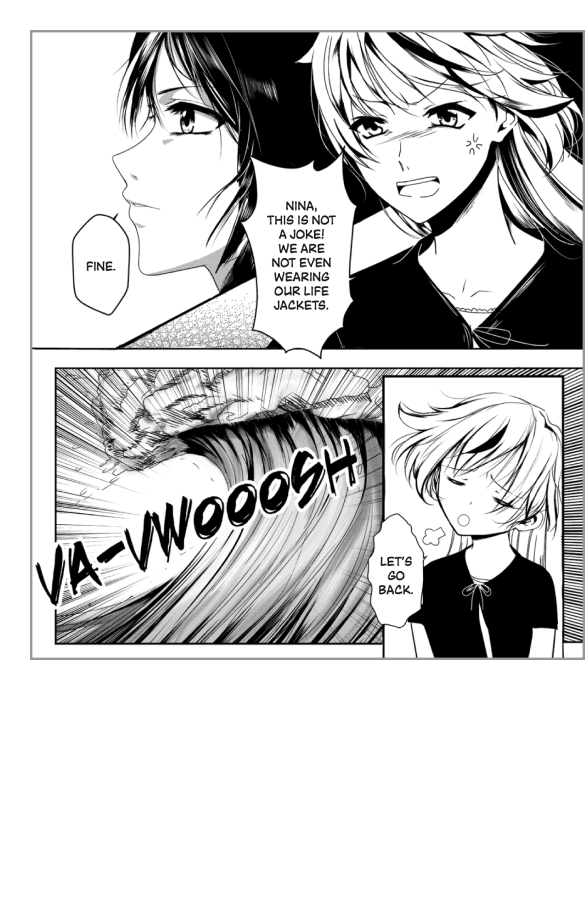 NINA,
THIS IS NOT
A JOKE!
WE ARE
NOT EVEN
WEARING
OUR LIFE
JACKETS.
FINE.
LET'S
GO
BACK.
VA-VWOOOSH